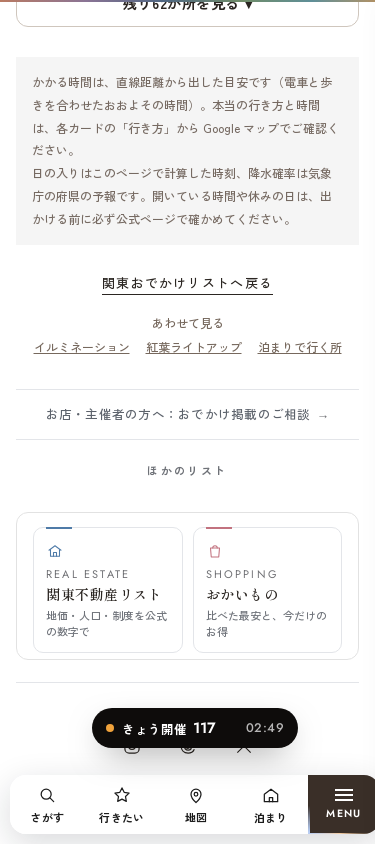 残り62か所を見る ▼
かかる時間は、直線距離から出した目安です（電車と歩
きを合わせたおおよその時間）。本当の行き方と時間
は、各カードの「行き方」から Google マップでご確認く
ださい。
日の入りはこのページで計算した時刻、降水確率は気象
庁の府県の予報です。開いている時間や休みの日は、出
かける前に必ず公式ページで確かめてください。
関東おでかけリストへ戻る
あわせて見る
イルミネーション 紅葉ライトアップ 泊まりで行く所
お店・主催者の方へ：おでかけ掲載のご相談 →
ほかのリスト
REAL ESTATE
関東不動産リスト
地価・人口・制度を公式
の数字で
SHOPPING
おかいもの
比べた最安と、今だけの
お得
きょう開催 117 02:49
さがす 行きたい 地図 泊まり MENU